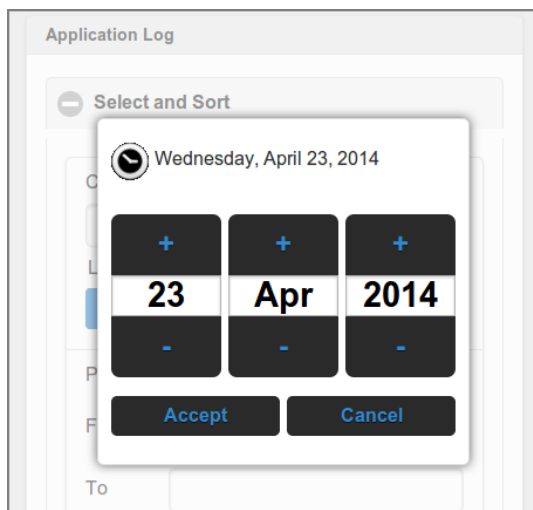 Application Log
Select and Sort
Wednesday, April 23, 2014
+ + +
23 Apr 2014
- - -
Accept Cancel
To